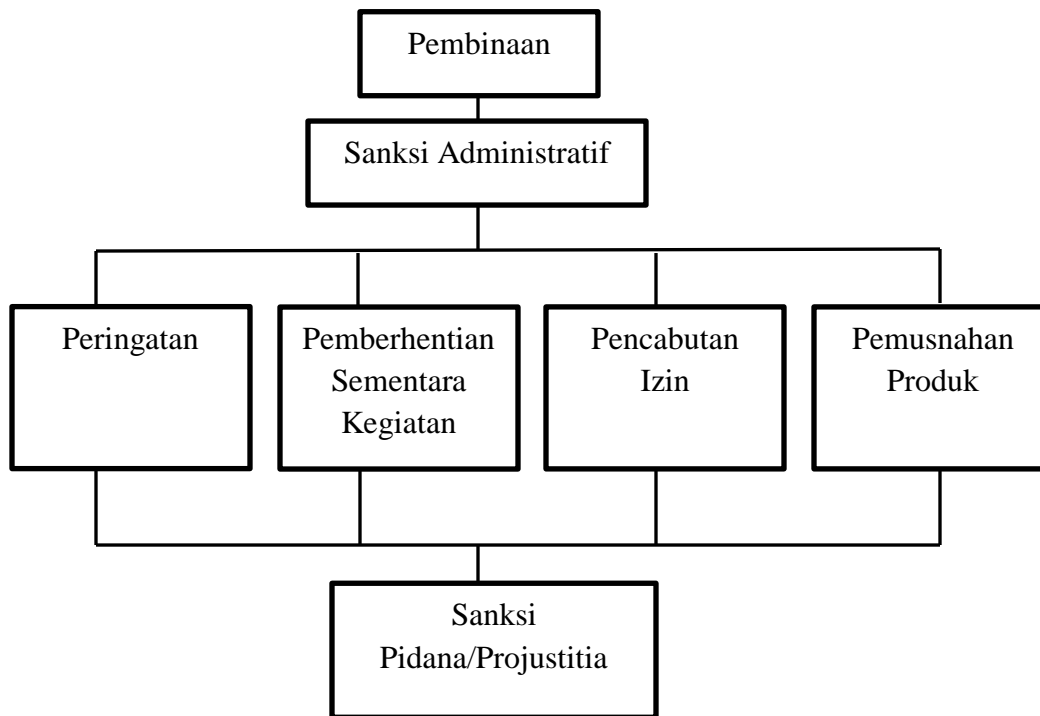 Pembinaan
Sanksi Administratif
Peringatan
Pemberhentian
Sementara
Kegiatan
Pencabutan
Izin
Pemusnahan
Produk
Sanksi
Pidana/Projustitia